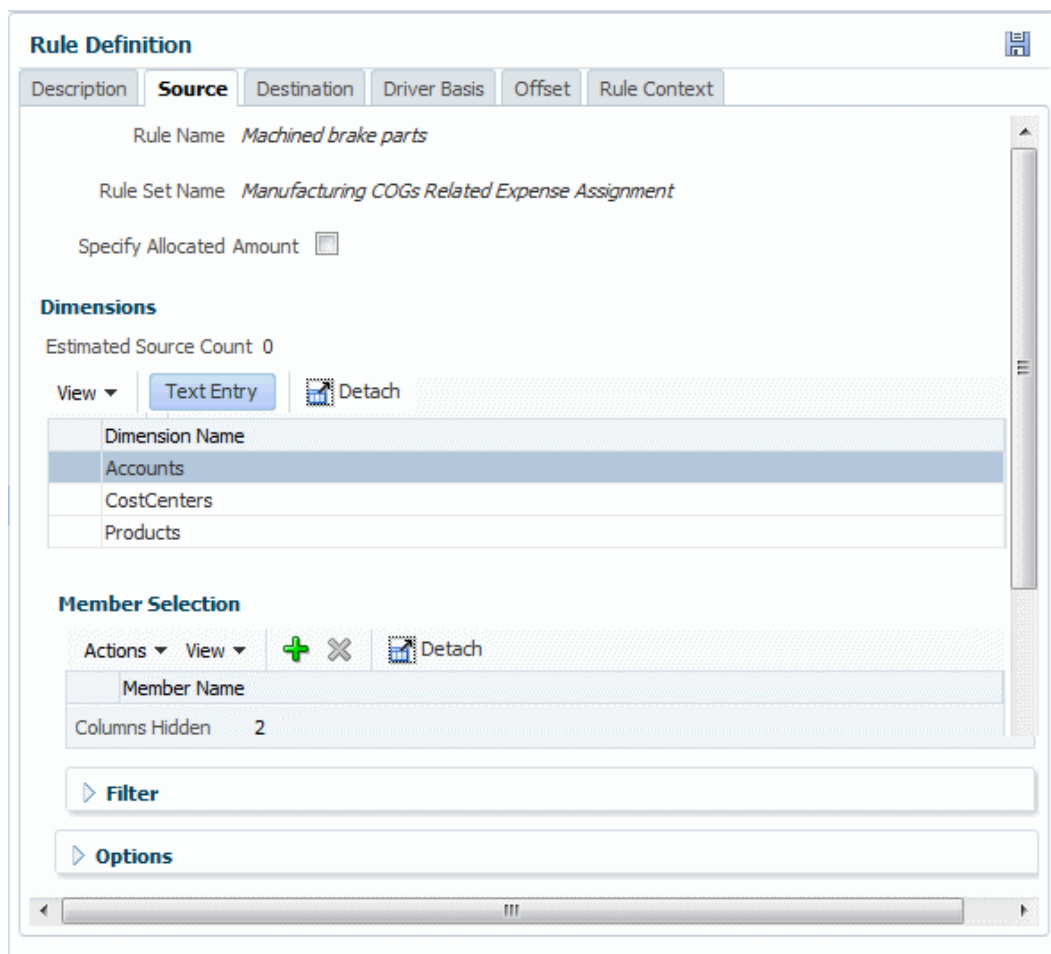 Rule Definition
Description Source Destination Driver Basis Offset Rule Context
Rule Name Machined brake parts
Rule Set Name Manufacturing COGs Related Expense Assignment
Specify Allocated Amount
Dimensions
Estimated Source Count 0
View Text Entry Detach
Dimension Name
Accounts
CostCenters
Products
Member Selection
Actions View Detach
Member Name
Columns Hidden 2
Filter
Options